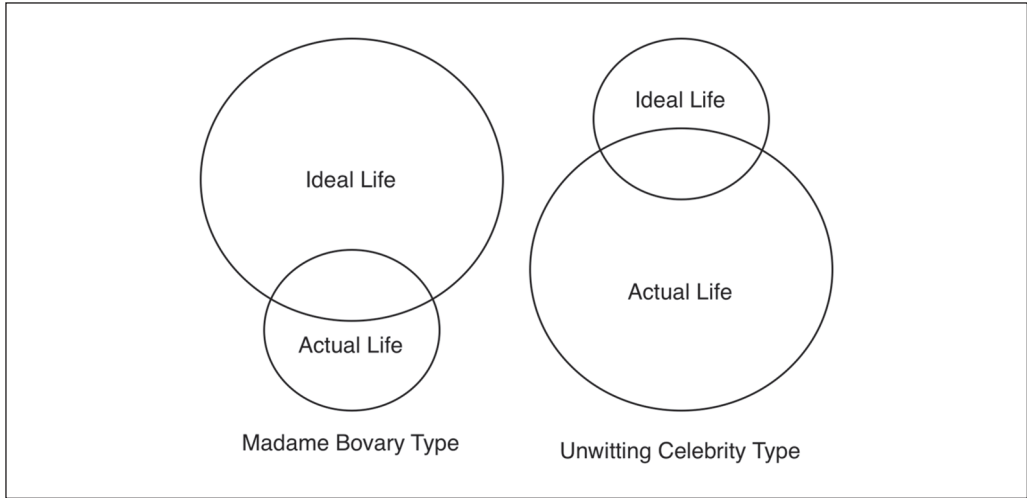 Ideal Life
Actual Life
Madame Bovary Type
Ideal Life
Actual Life
Unwitting Celebrity Type